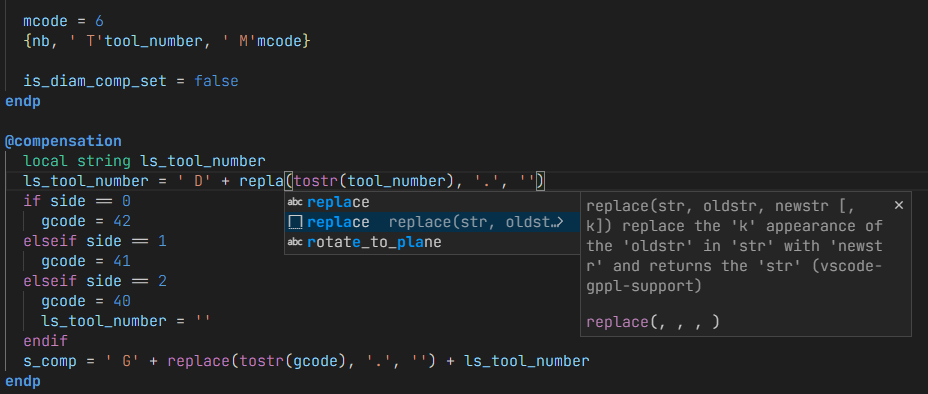 mcode = 6
{nb, ' T'tool_number, ' M'mcode}
is_diam_comp_set = false
endp
@compensation
local string ls_tool_number
ls_tool_number = ' D' + repla(tostr(tool_number), '.', '')
if side == 0
gcode = 42
elseif side == 1
gcode = 41
elseif side == 2
gcode = 40
ls_tool_number = ''
endif
s_comp = ' G' + replace(tostr(gcode), '.', '') + ls_tool_number
endp
abc replace
replace replace(str, oldst…>
abc rotate_to_plane
replace(str, oldstr, newstr [,
k]) replace the 'k' appearance of
the 'oldstr' in 'str' with 'newst
r' and returns the 'str' (vscode-
gppl-support)
replace(, , , )